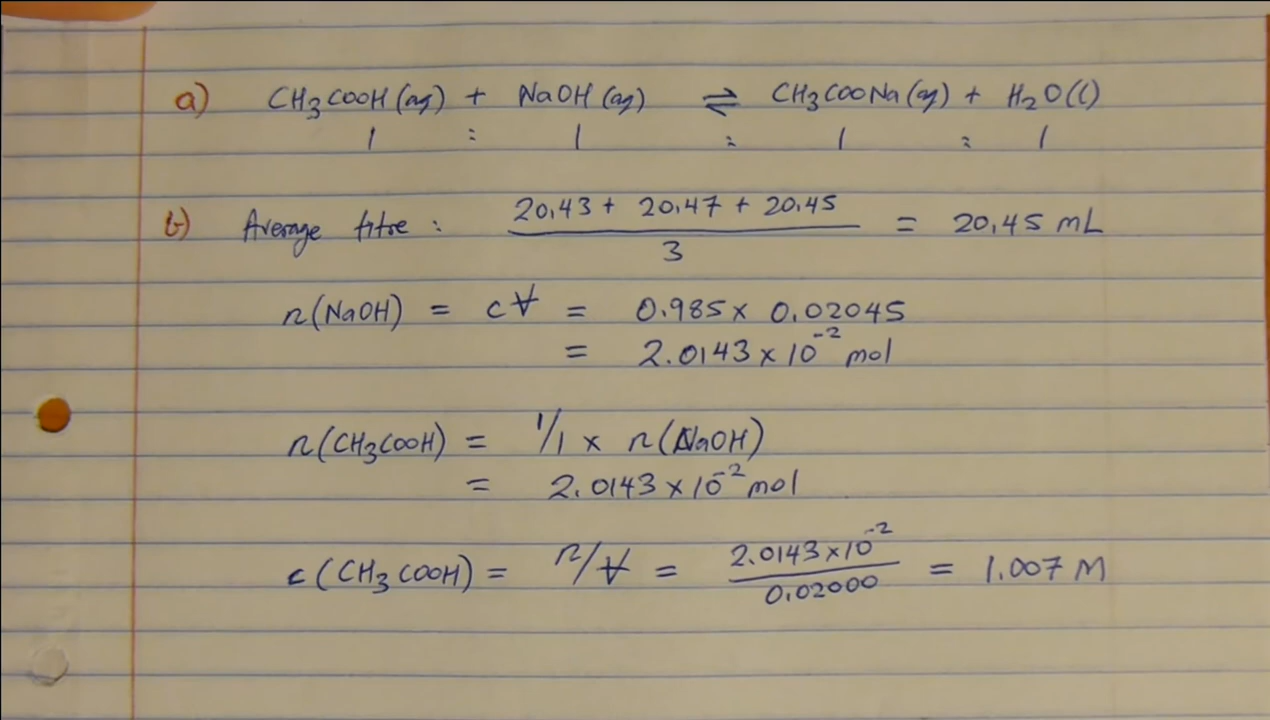 a) CH₃COOH (aq) + NaOH (aq) ⇌ CH₃COONa (aq) + H₂O (l)
1 : 1 : 1 : 1
b) Average titre : (20.43 + 20.47 + 20.45)/3 = 20.45 mL
n(NaOH) = cV = 0.985 x 0.02045
= 2.0143 x 10⁻² mol
n(CH₃COOH) = 1/1 x n(NaOH)
= 2.0143 x 10⁻² mol
c(CH₃COOH) = n/V = (2.0143 x 10⁻²)/0.02000 = 1.007 M